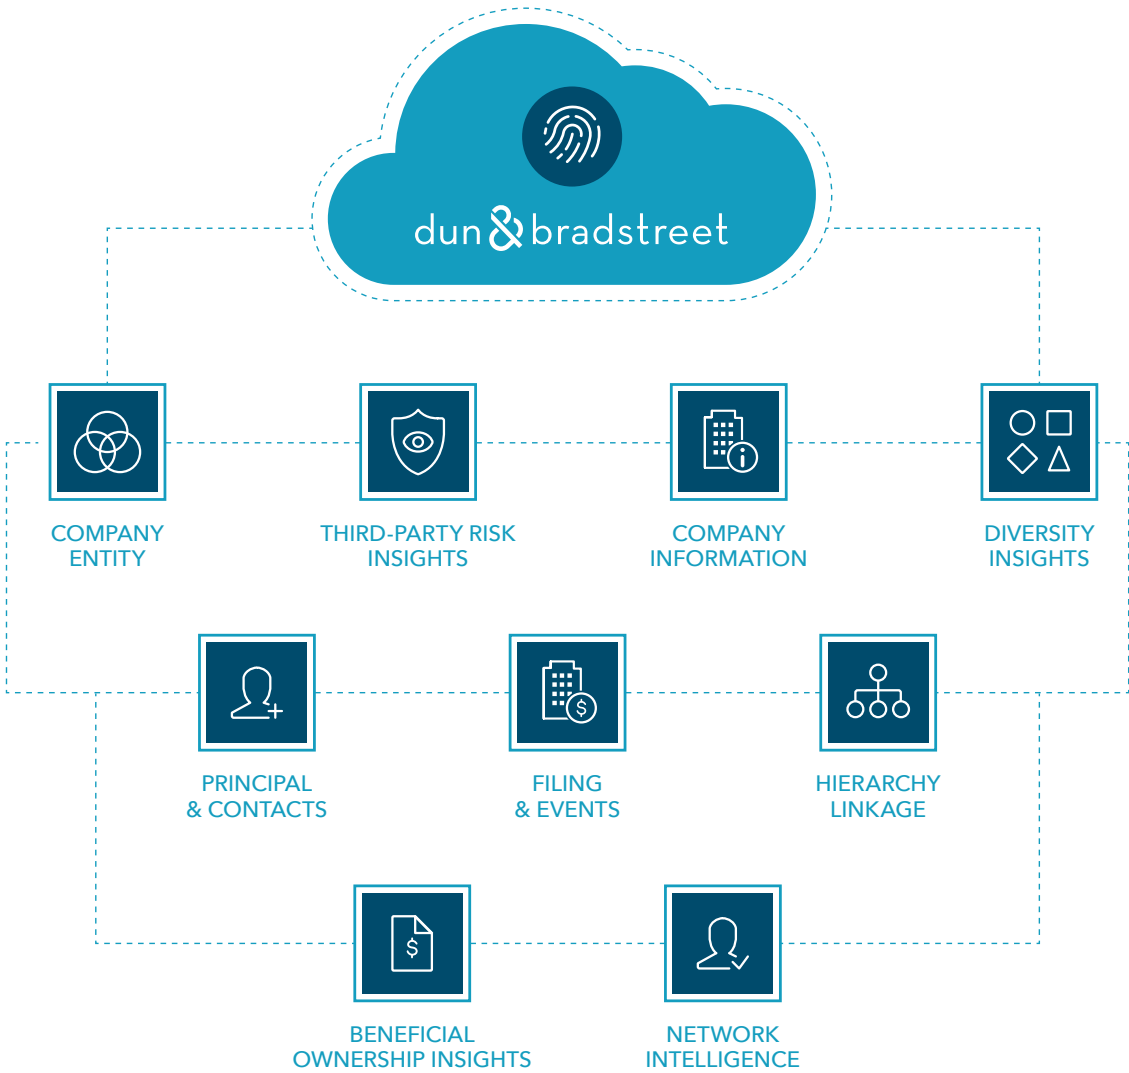 dun & bradstreet
COMPANY
ENTITY
THIRD-PARTY RISK
INSIGHTS
COMPANY
INFORMATION
DIVERSITY
INSIGHTS
PRINCIPAL
& CONTACTS
FILING
& EVENTS
HIERARCHY
LINKAGE
BENEFICIAL
OWNERSHIP INSIGHTS
NETWORK
INTELLIGENCE